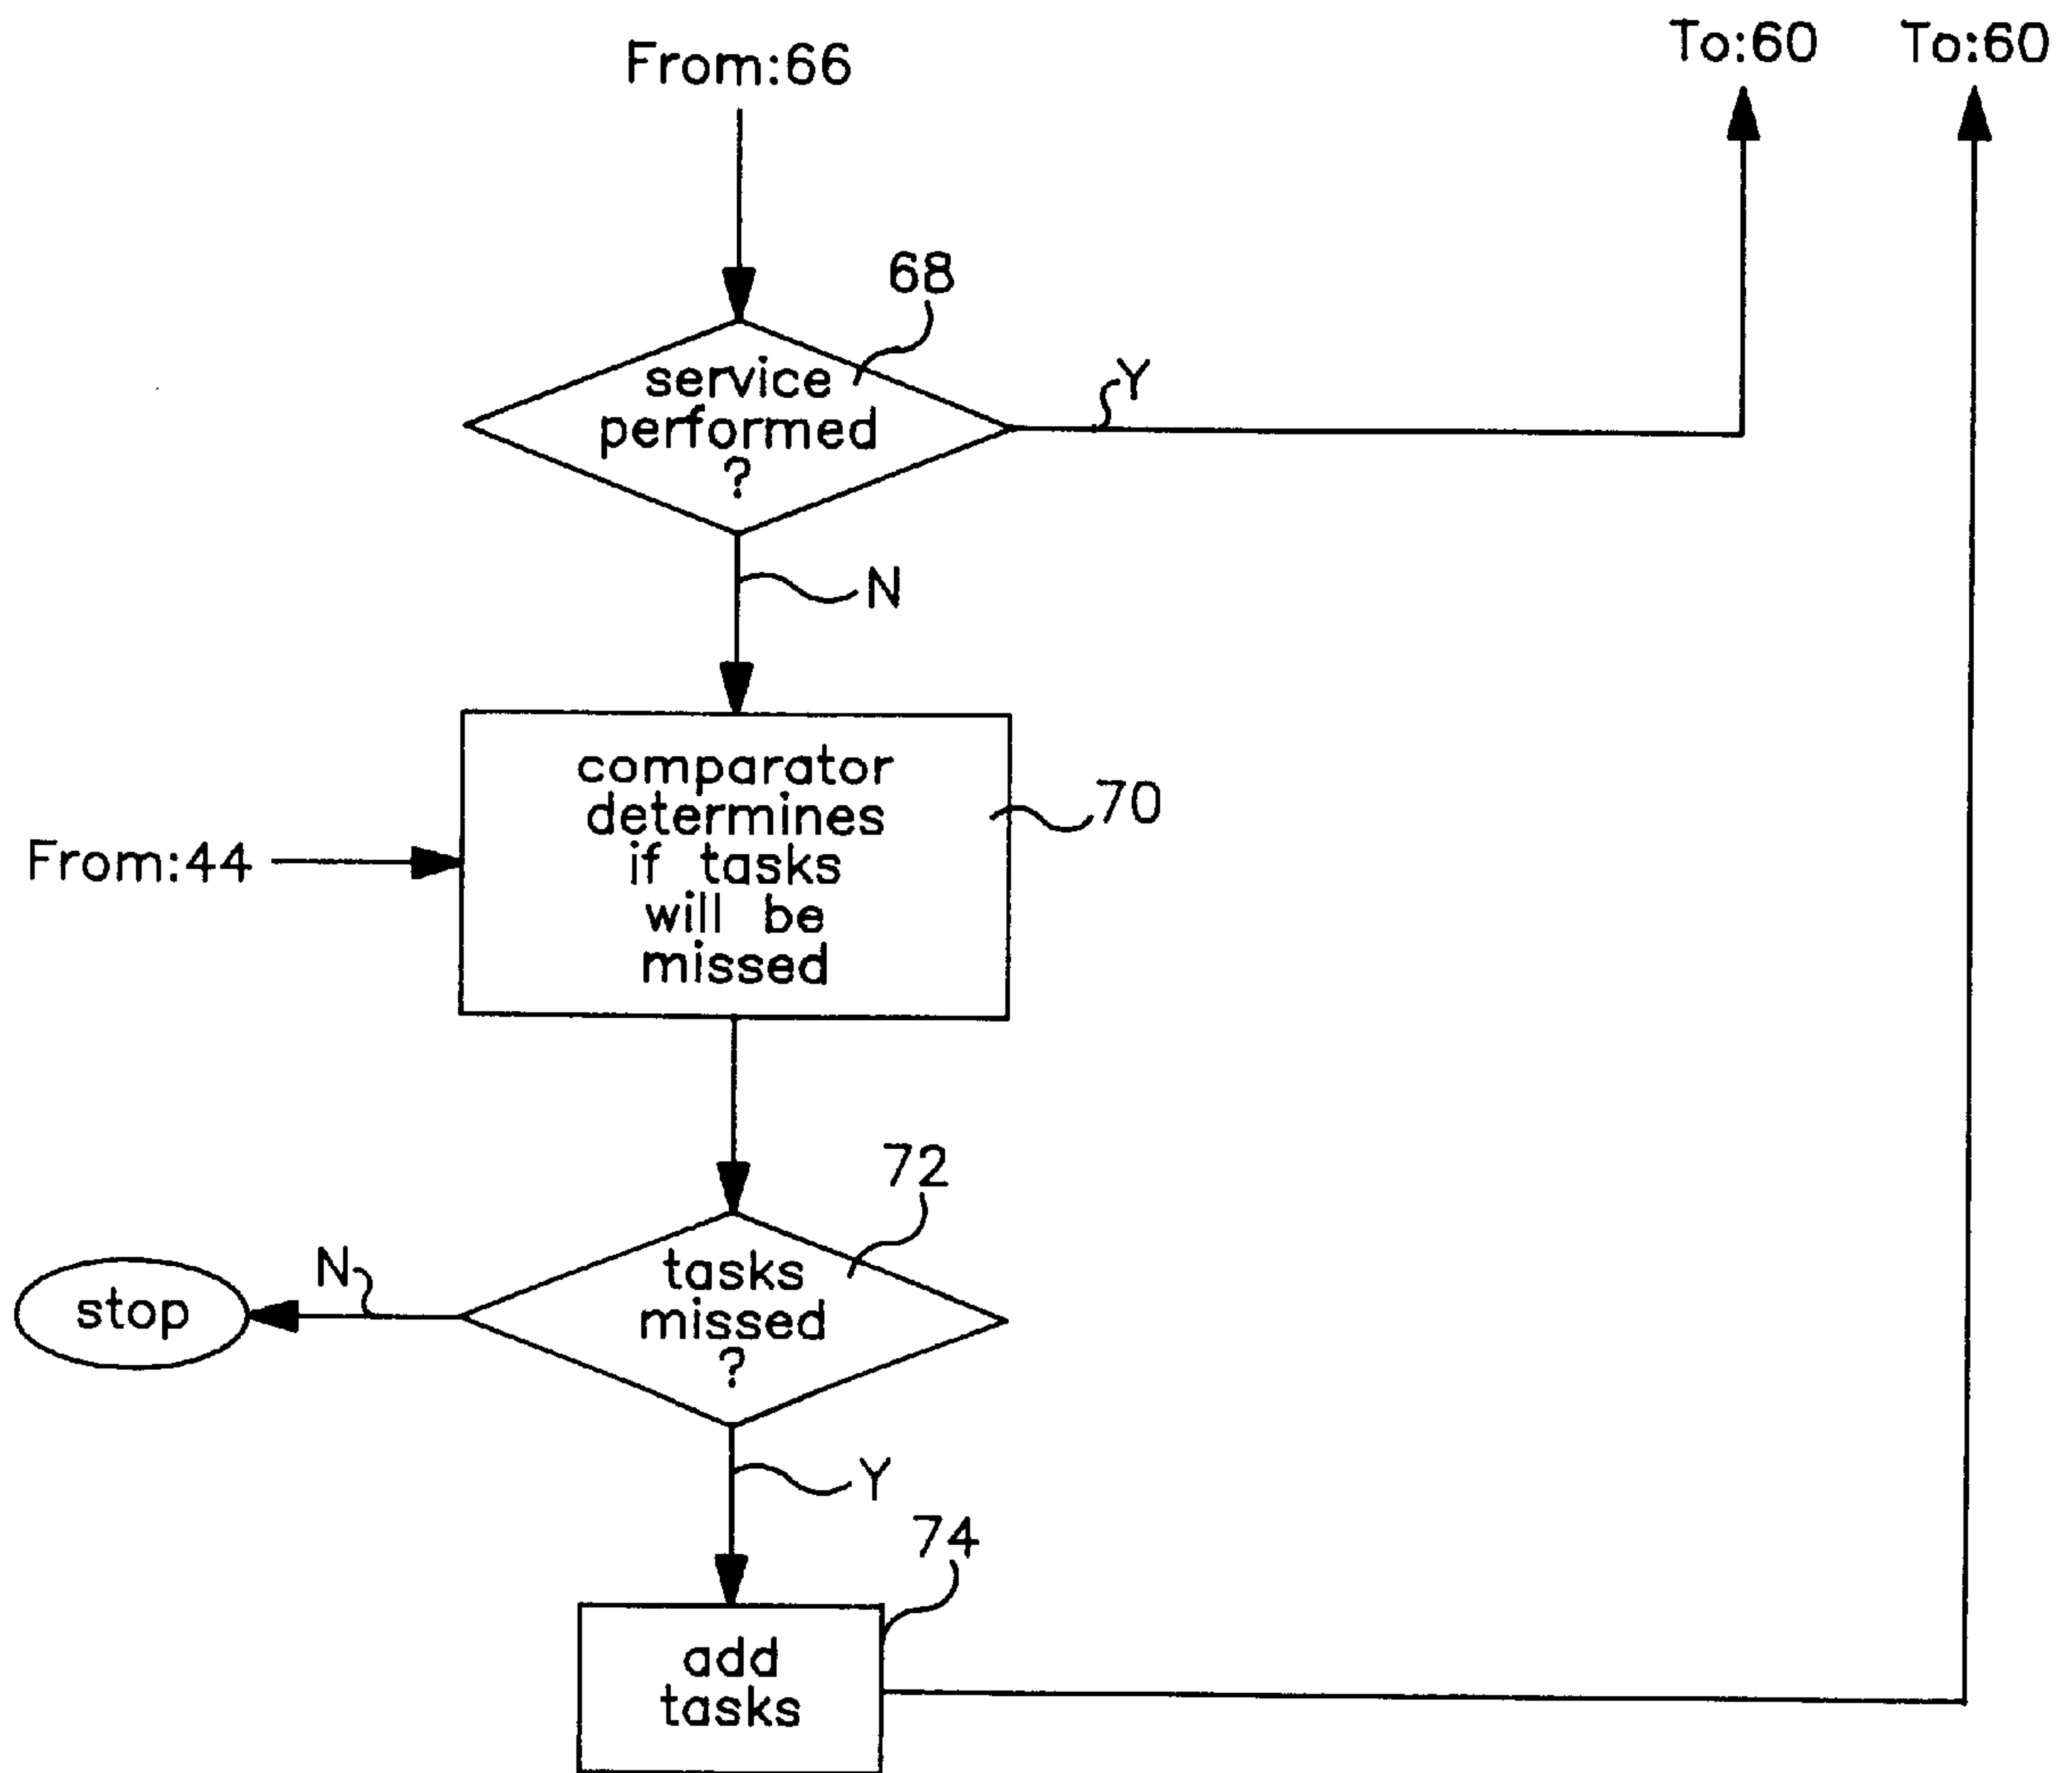 From:66
To:60
To:60
68
service
performed
?
Y
N
comparator
determines
if tasks
will be
missed
70
From:44
72
tasks
missed
?
N
stop
Y
74
add
tasks